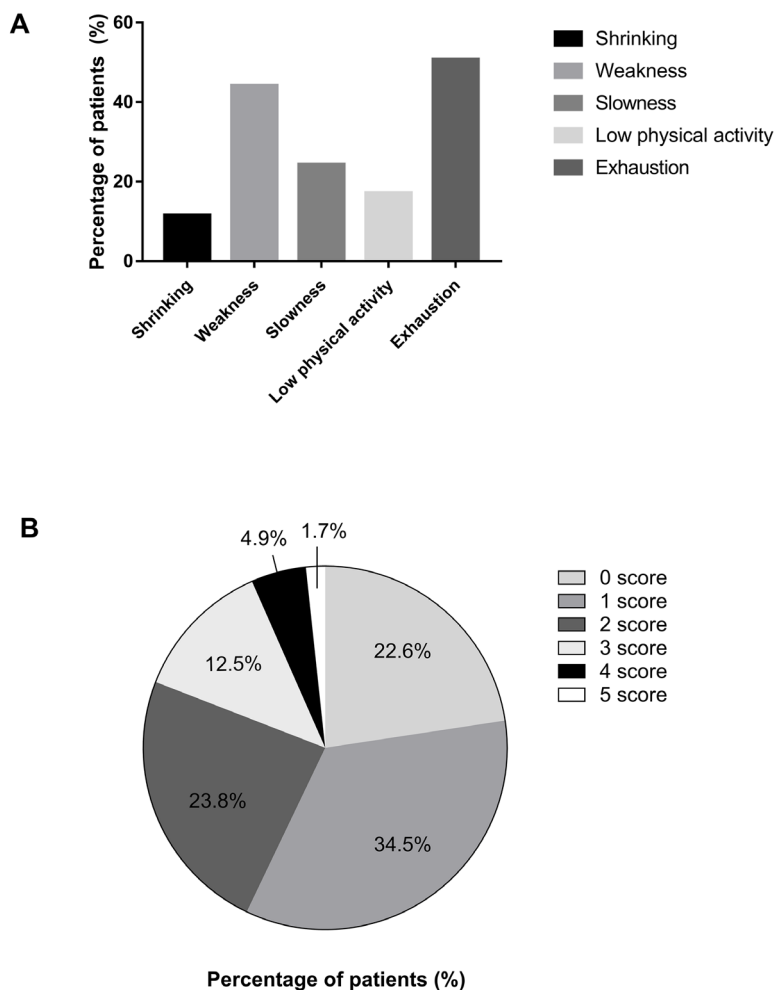 A
Percentage of patients (%)
60
40
20
0
Shrinking
Weakness
Slowness
Low physical activity
Exhaustion
Shrinking
Weakness
Slowness
Low physical activity
Exhaustion
B
4.9%
1.7%
22.6%
12.5%
23.8%
34.5%
0 score
1 score
2 score
3 score
4 score
5 score
Percentage of patients (%)